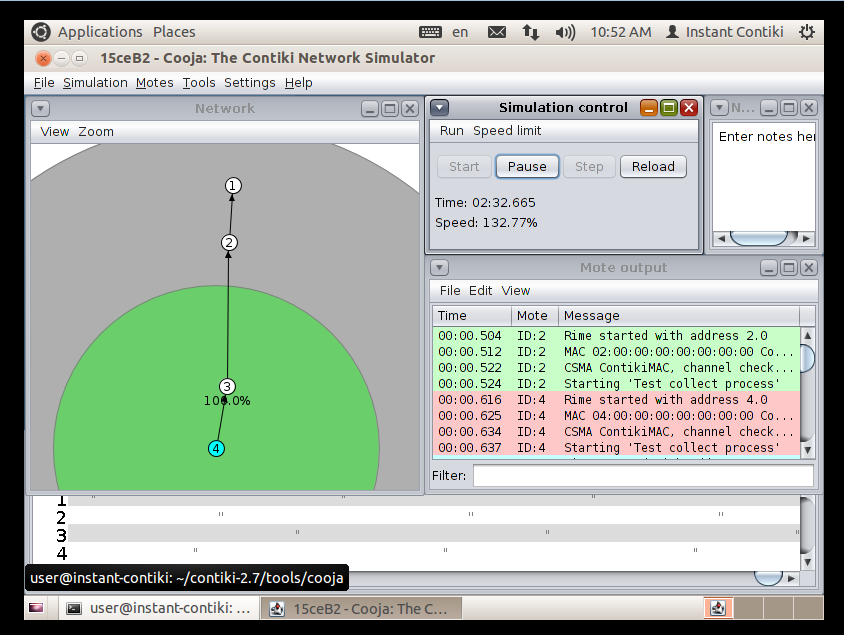 Applications Places en 10:52 AM Instant Contiki
15ceB2 - Cooja: The Contiki Network Simulator
File Simulation Motes Tools Settings Help
Network
View Zoom
1
2
3
100.0%
4
Simulation control
Run Speed limit
Start Pause Step Reload
Time: 02:32.665
Speed: 132.77%
N...
Enter notes her
Mote output
File Edit View
Time Mote Message
00:00.504 ID:2 Rime started with address 2.0
00:00.512 ID:2 MAC 02:00:00:00:00:00:00:00 Co...
00:00.522 ID:2 CSMA ContikiMAC, channel check...
00:00.524 ID:2 Starting 'Test collect process'
00:00.616 ID:4 Rime started with address 4.0
00:00.625 ID:4 MAC 04:00:00:00:00:00:00:00 Co...
00:00.634 ID:4 CSMA ContikiMAC, channel check...
00:00.637 ID:4 Starting 'Test collect process'
Filter:
1
2
3
4
user@instant-contiki: ~/contiki-2.7/tools/cooja
user@instant-contiki: ... 15ceB2 - Cooja: The C...